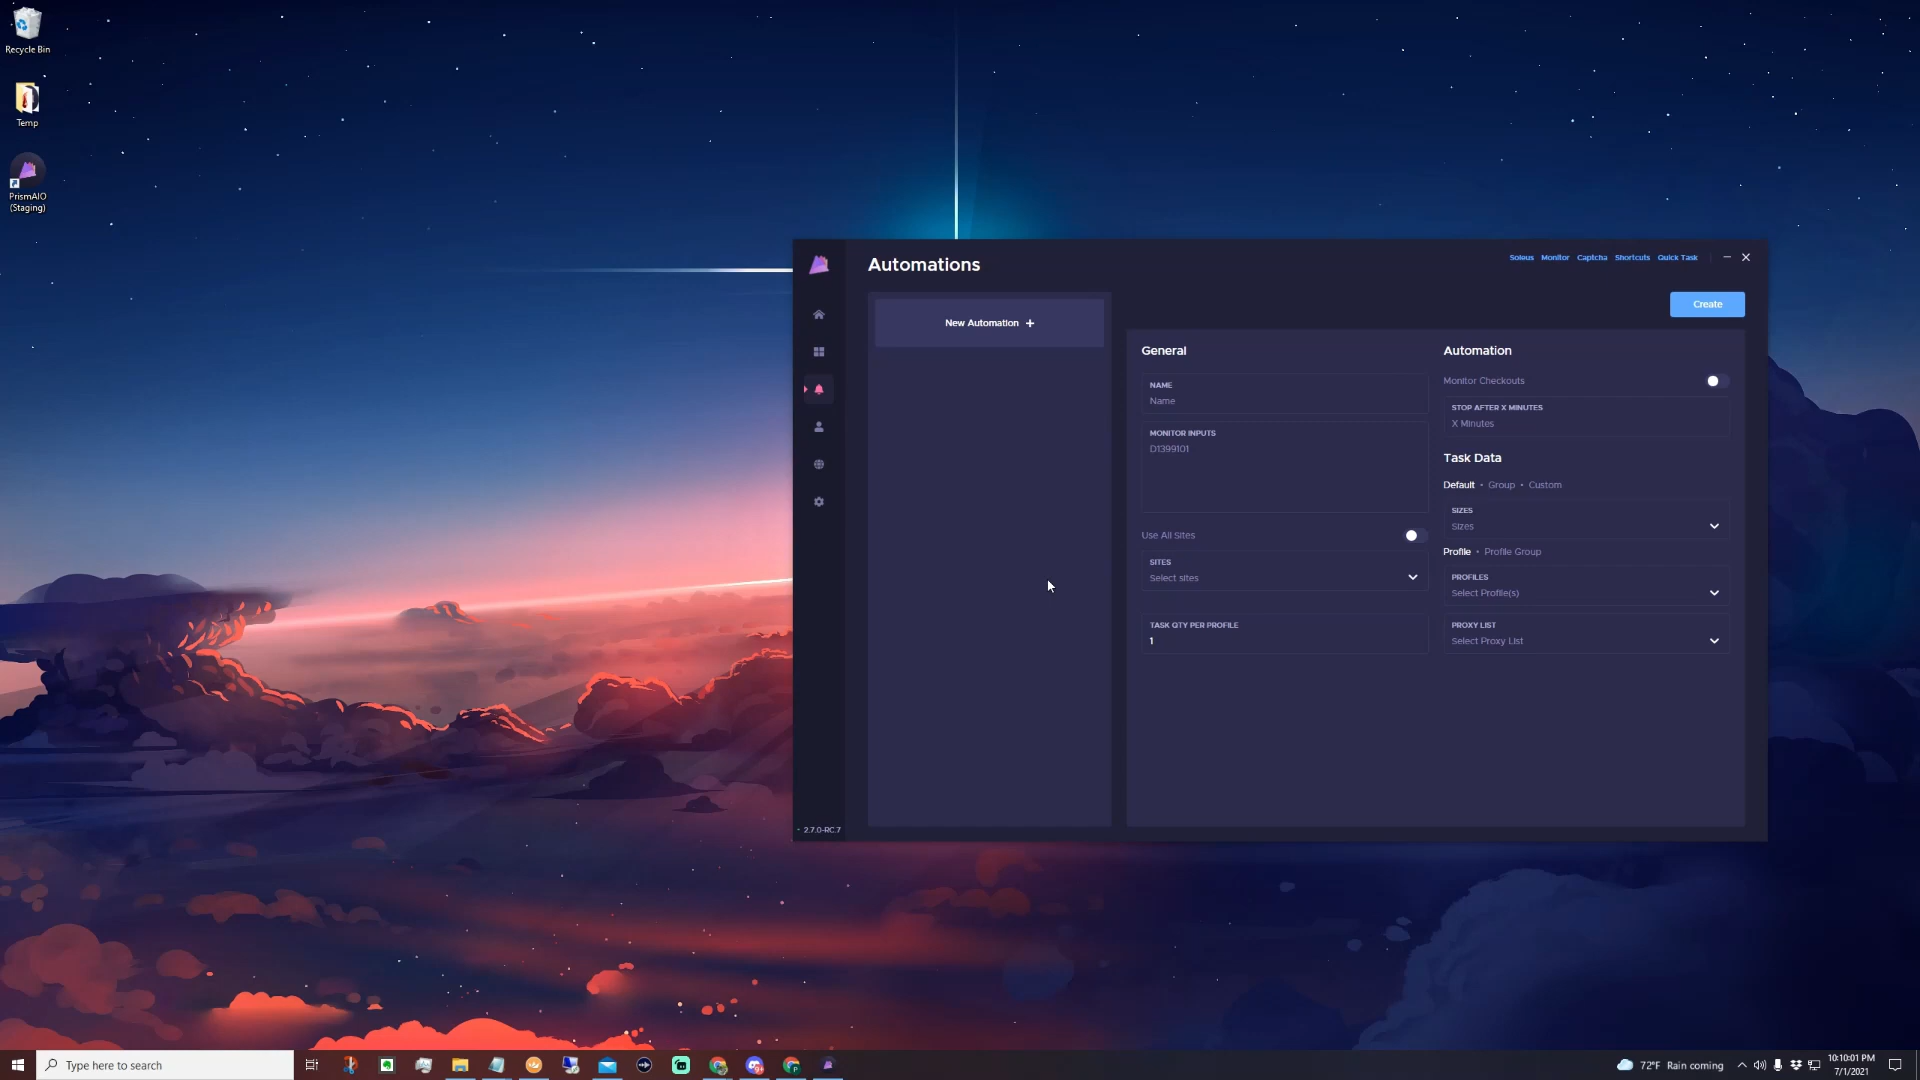 Recycle Bin
Temp
PrismAIO
(Staging)
Automations
Soleus Monitor Captcha Shortcuts Quick Task
New Automation +
Create
General
NAME
Name
MONITOR INPUTS
D1399101
Use All Sites
SITES
Select sites
TASK QTY PER PROFILE
1
Automation
Monitor Checkouts
STOP AFTER X MINUTES
X Minutes
Task Data
Default • Group • Custom
SIZES
Sizes
Profile • Profile Group
PROFILES
Select Profile(s)
PROXY LIST
Select Proxy List
2.7.0-RC.7
Type here to search
72°F Rain coming
10:10:01 PM
7/1/2021